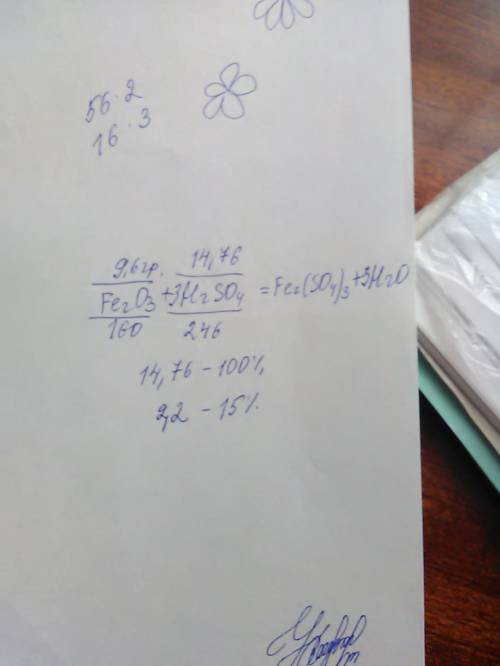 56·2
16·3
9,6гр. 14,76
Fe2O3 + 3H2SO4 = Fe2(SO4)3 + 3H2O
160 246
14,76 - 100%
2,2 - 15%